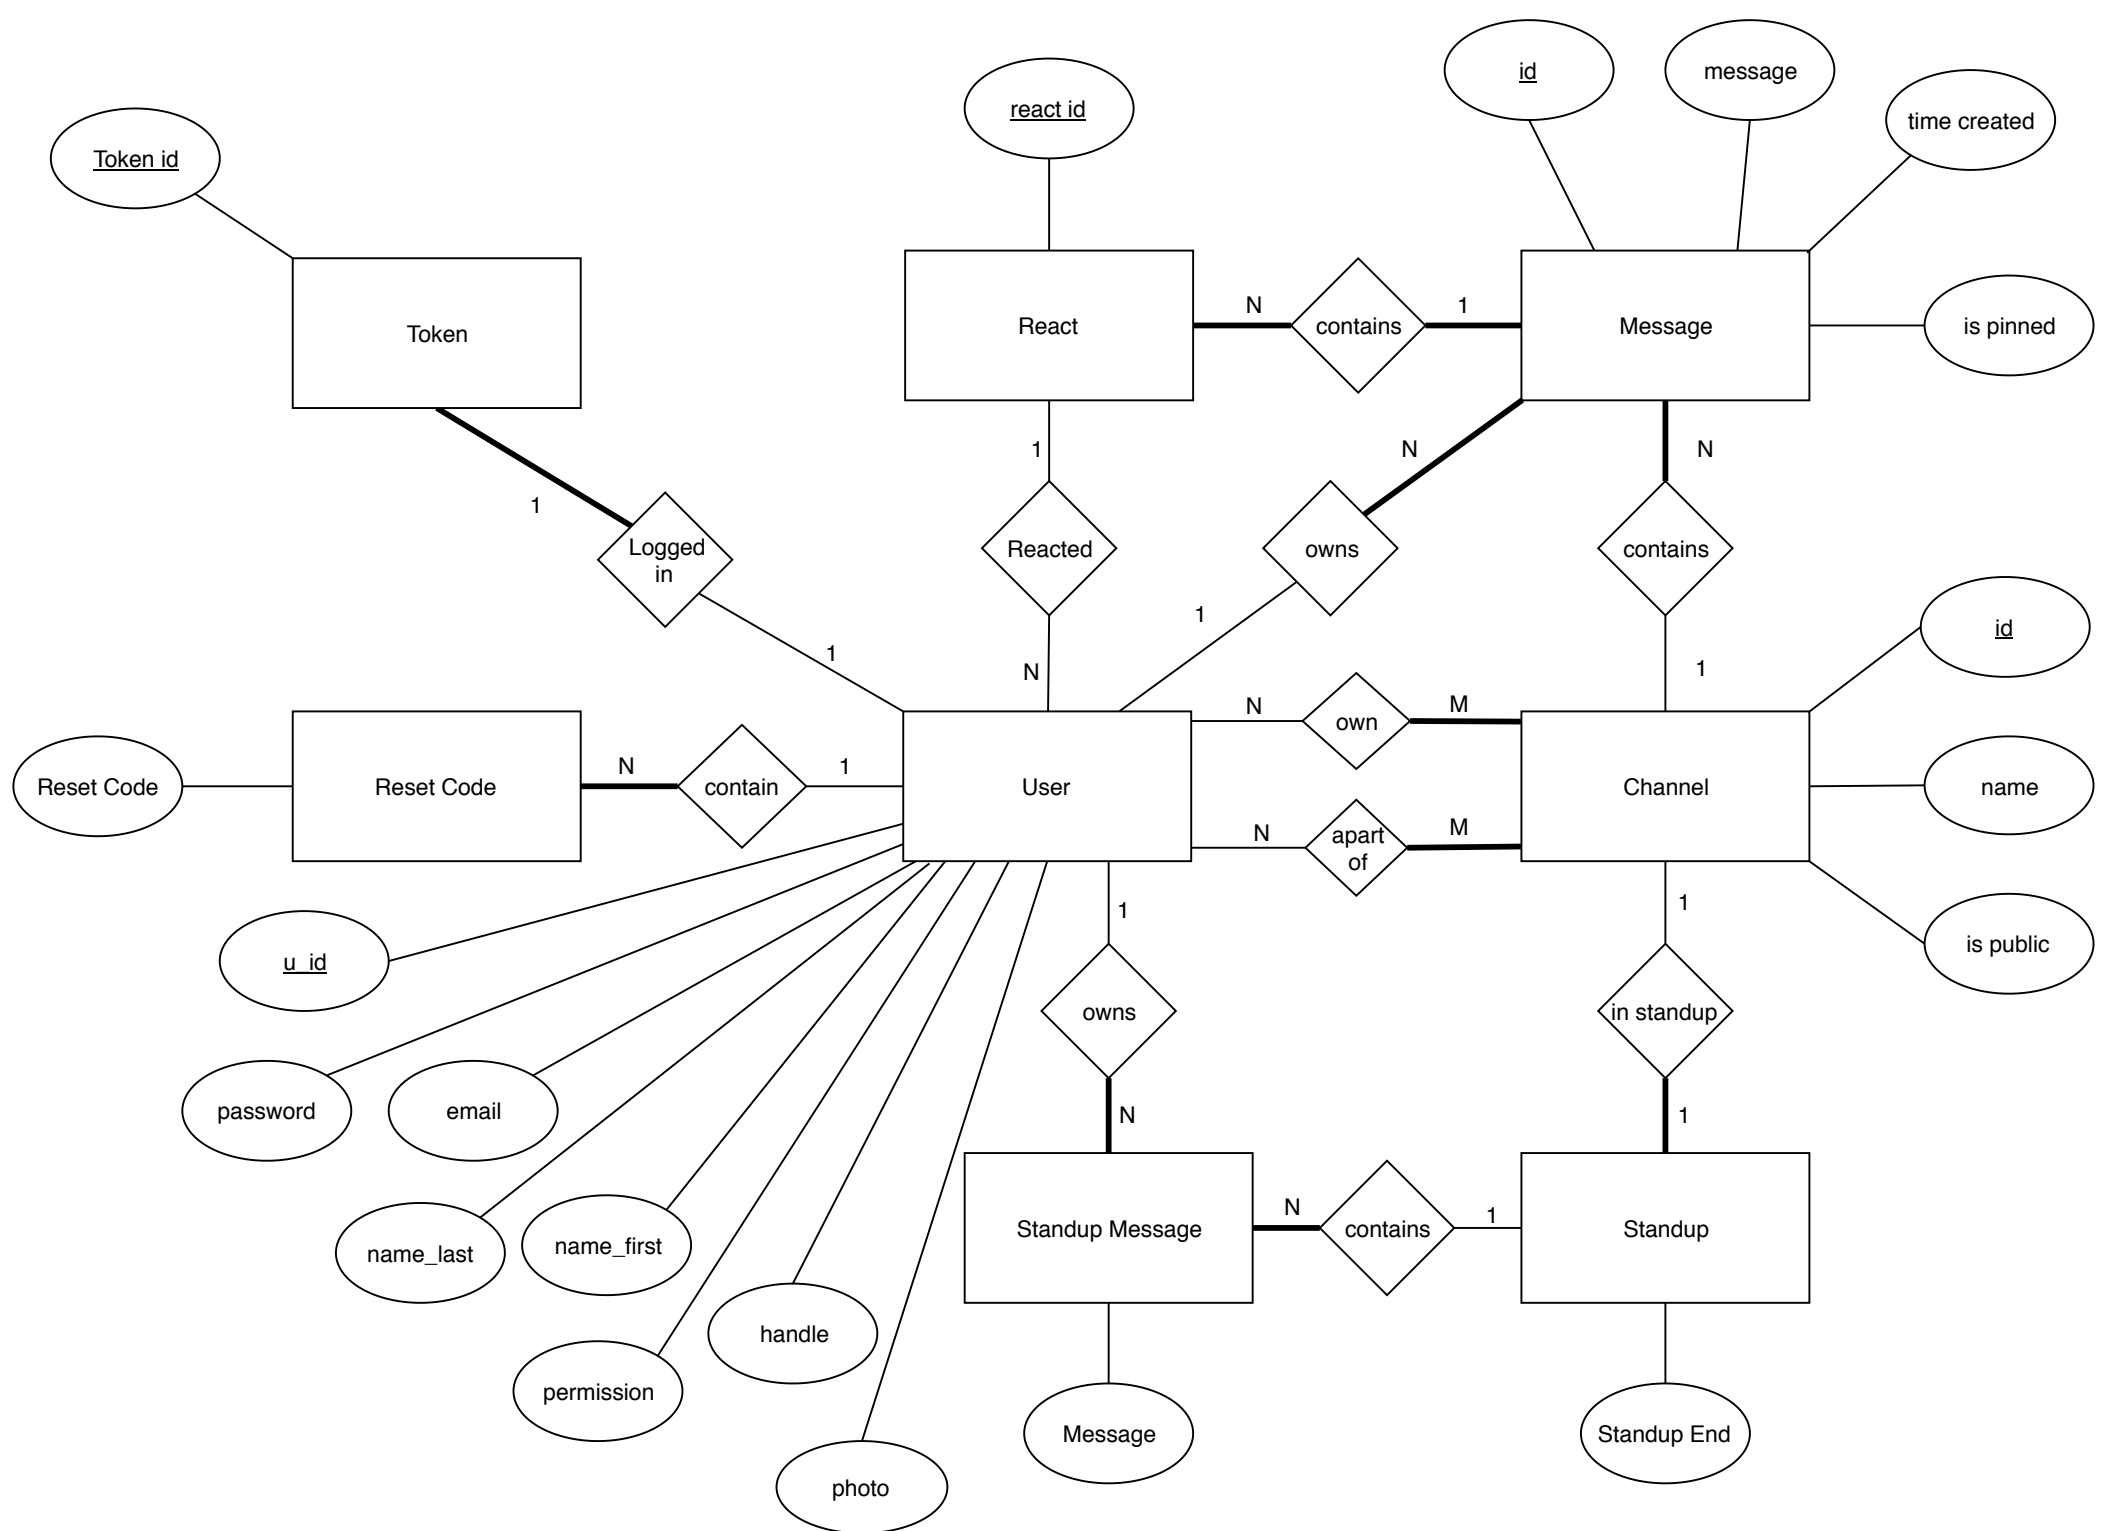 id
message
react id
time created
Token id
N
1
React
contains
Message
is pinned
Token
1
N
N
1
Logged
in
Reacted
owns
contains
1
id
1
N
1
N
M
own
Reset Code
Reset Code
N
contain
1
User
Channel
name
N
apart
of
M
1
1
u_id
is public
owns
in standup
password
email
N
1
name_last
name_first
Standup Message
N
contains
1
Standup
handle
permission
Message
Standup End
photo